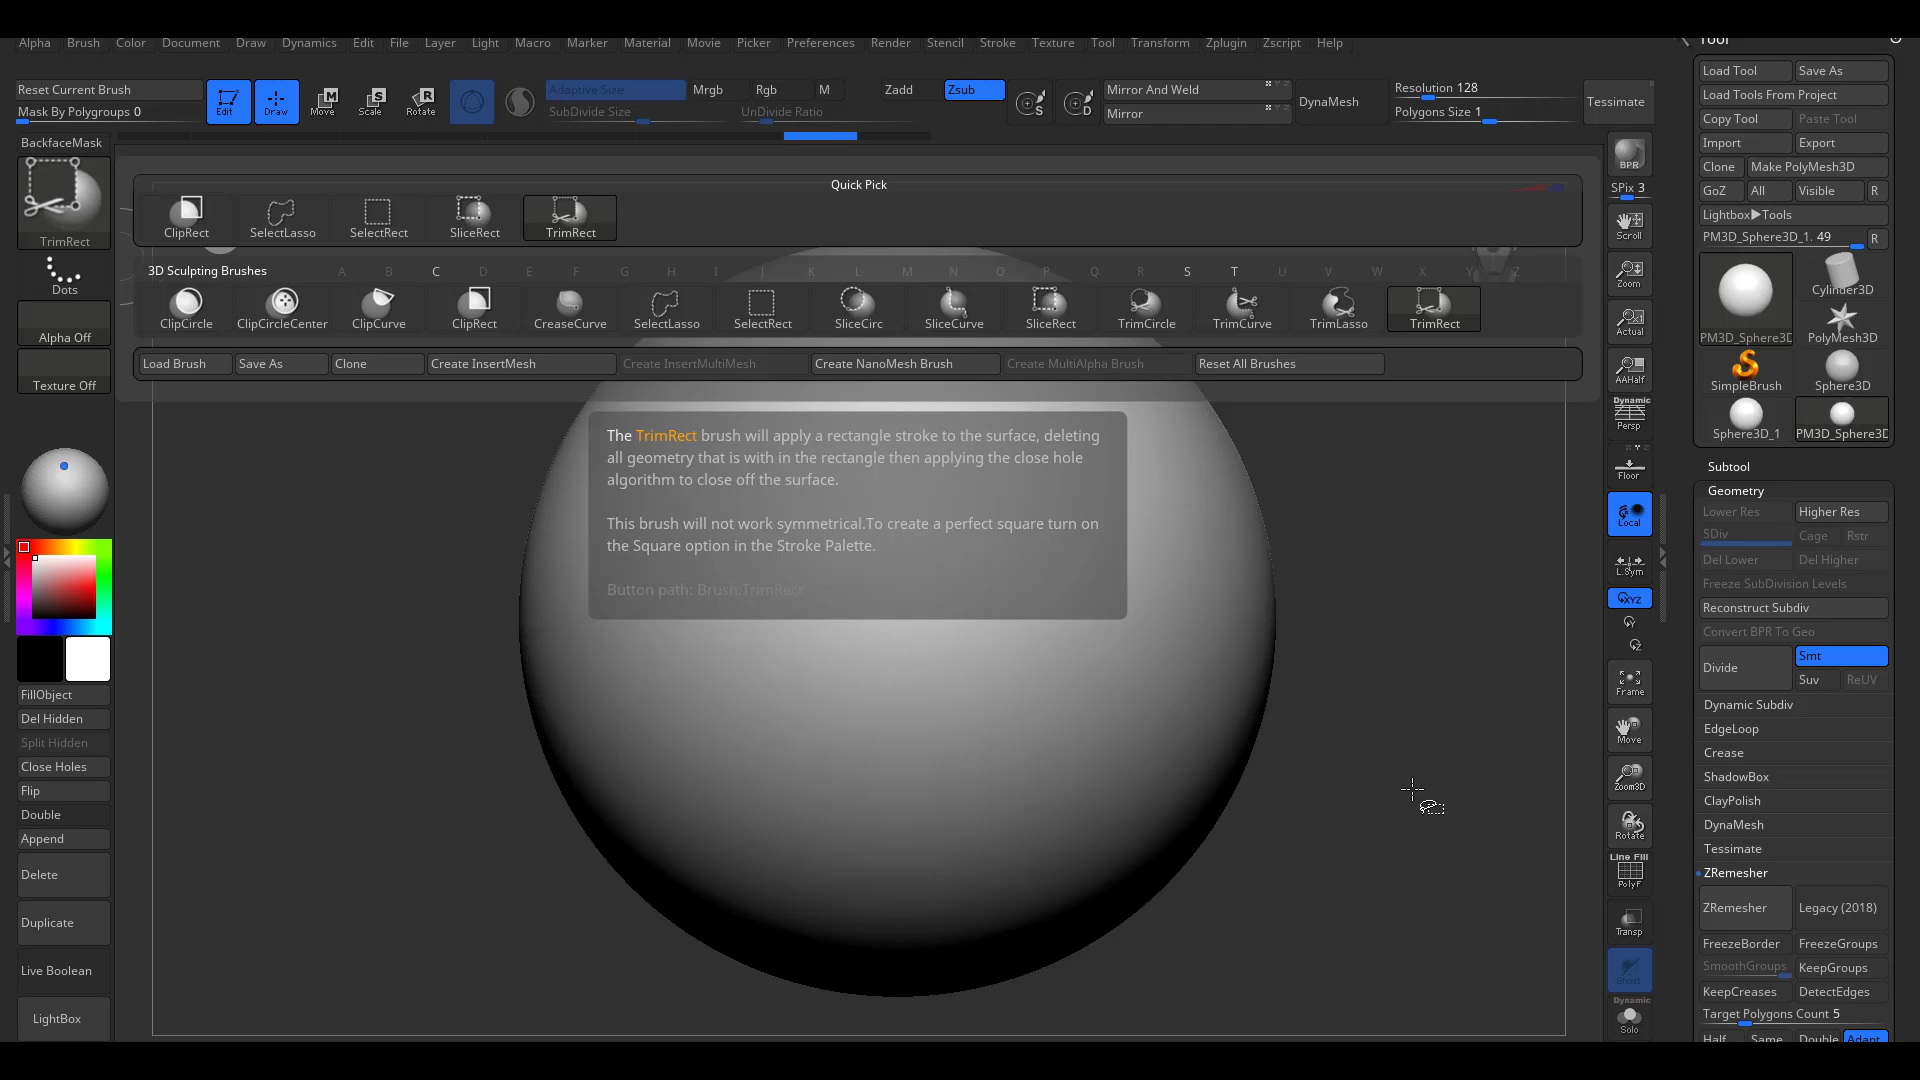 Alpha Brush Color Document Draw Dynamics Edit File Layer Light Macro Marker Material Movie Picker Preferences Render Stencil Stroke Texture Tool Transform Zplugin Zscript Help
Reset Current Brush
Mask By Polygroups 0
Edit
Draw
Move
Scale
Rotate
Adaptive Size
SubDivide Size
Mrgb
Rgb
M
UnDivide Ratio
Zadd
Zsub
S
D
Mirror And Weld
Mirror
DynaMesh
Resolution 128
Polygons Size 1
Tessimate
BackfaceMask
TrimRect
Dots
Alpha Off
Texture Off
FillObject
Del Hidden
Split Hidden
Close Holes
Flip
Double
Append
Delete
Duplicate
Live Boolean
LightBox
Quick Pick
ClipRect SelectLasso SelectRect SliceRect TrimRect
3D Sculpting Brushes A B C D E F G H I J K L M N O P Q R S T U V W X Y Z
ClipCircle ClipCircleCenter ClipCurve ClipRect CreaseCurve SelectLasso SelectRect SliceCirc SliceCurve SliceRect TrimCircle TrimCurve TrimLasso TrimRect
Load Brush Save As Clone Create InsertMesh Create InsertMultiMesh Create NanoMesh Brush Create MultiAlpha Brush Reset All Brushes
The TrimRect brush will apply a rectangle stroke to the surface, deleting
all geometry that is with in the rectangle then applying the close hole
algorithm to close off the surface.
This brush will not work symmetrical.To create a perfect square turn on
the Square option in the Stroke Palette.
Button path: Brush:TrimRect
BPR
SPix 3
Scroll
Zoom
Actual
AAHalf
Dynamic
Persp
Floor
Local
L.Sym
XYZ
Y
Z
Frame
Move
Zoom3D
Rotate
Line Fill
PolyF
Transp
Ghost
Dynamic
Solo
Tool
Load Tool Save As
Load Tools From Project
Copy Tool Paste Tool
Import Export
Clone Make PolyMesh3D
GoZ All Visible R
Lightbox▶Tools
PM3D_Sphere3D_1. 49 R
PM3D_Sphere3D
Cylinder3D
PolyMesh3D
SimpleBrush
Sphere3D
Sphere3D_1
PM3D_Sphere3D
Subtool
Geometry
Lower Res Higher Res
SDiv Cage Rstr
Del Lower Del Higher
Freeze SubDivision Levels
Reconstruct Subdiv
Convert BPR To Geo
Divide
Smt
Suv ReUV
Dynamic Subdiv
EdgeLoop
Crease
ShadowBox
ClayPolish
DynaMesh
Tessimate
ZRemesher
ZRemesher Legacy (2018)
FreezeBorder FreezeGroups
SmoothGroups KeepGroups
KeepCreases DetectEdges
Target Polygons Count 5
Half Same Double Adapt